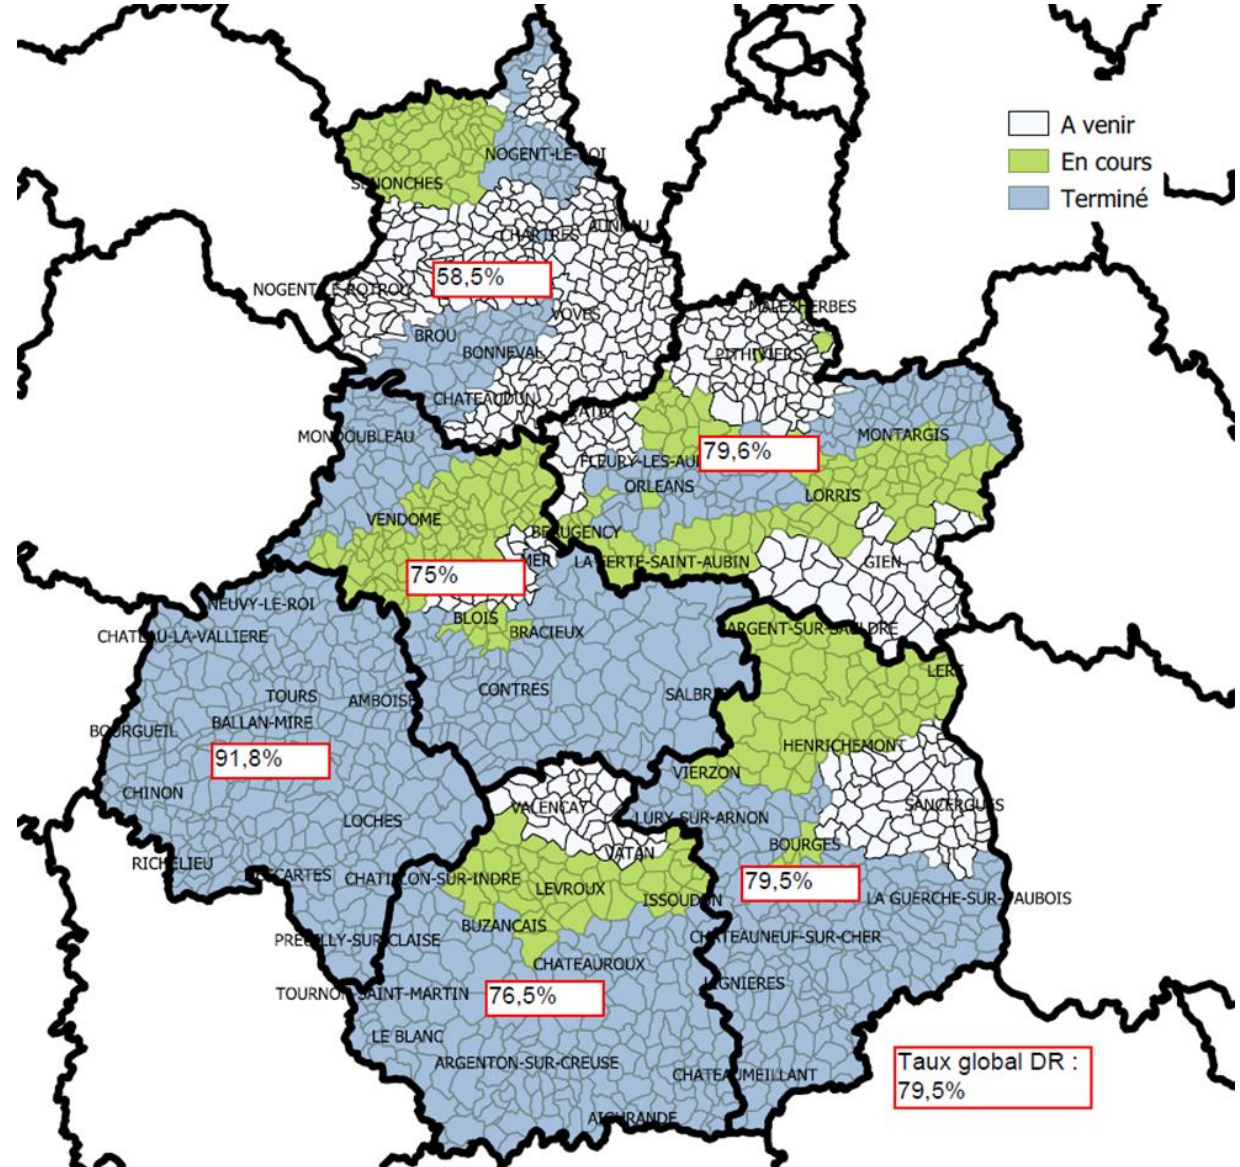 A venir
En cours
Terminé
NOGENT-LE-ROI
SENONCHES
AUNEAU
CHARTRES
58,5%
NOGENT-LE-ROTROU
MALESHERBES
VOVES
BROU
BONNEVAL
PITHIVIERS
CHATEAUDUN
MONDOUBLEAU
MONTARGIS
79,6%
ORLEANS
LORRIS
VENDOME
BEAUGENCY
MER
LA FERTE-SAINT-AUBIN
GIEN
75%
NEUVY-LE-ROI
BLOIS
BRACIEUX
ARGENT-SUR-SAULDRE
CHATEAU-LA-VALLIERE
LERE
TOURS
AMBOISE
CONTRES
SALBRIS
BALLAN-MIRE
BOURGUEIL
HENRICHEMONT
91,8%
VIERZON
CHINON
VALENCAY
SANCERGUES
LOCHES
LURY-SUR-ARNON
BOURGES
VATAN
RICHELIEU
DESCARTES
CHATILLON-SUR-INDRE
LEVROUX
79,5%
ISSOUDUN
LA GUERCHE-SUR-L'AUBOIS
BUZANCAIS
PREUILLY-SUR-CLAISE
CHATEAUNEUF-SUR-CHER
CHATEAUROUX
LIGNIERES
TOURNON-SAINT-MARTIN
76,5%
LE BLANC
ARGENTON-SUR-CREUSE
CHATEAUMEILLANT
AIGURANDE
Taux global DR :
79,5%